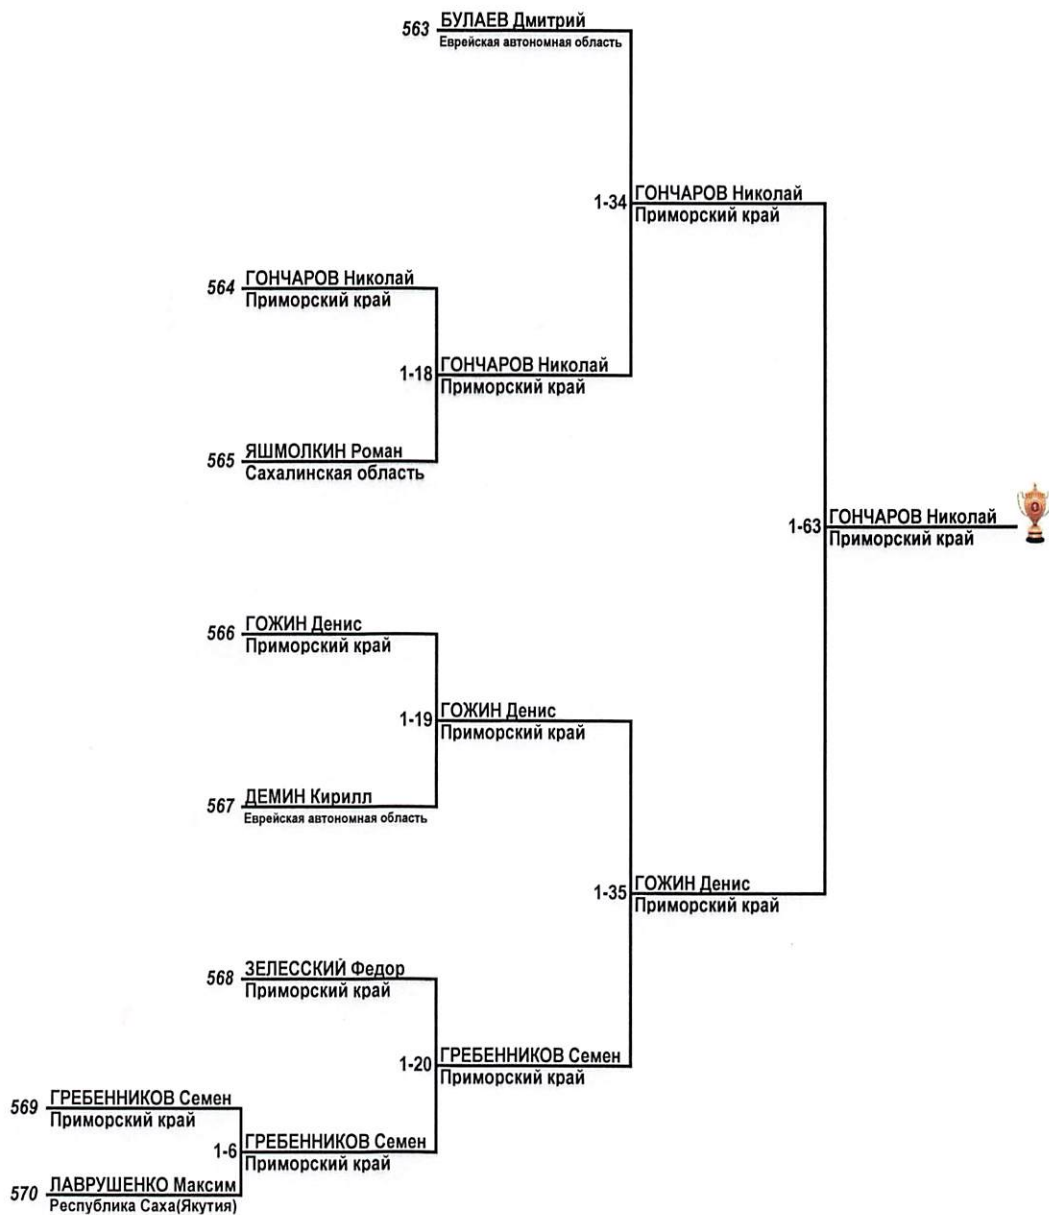 563 БУЛАЕВ Дмитрий
Еврейская автономная область
1-34 ГОНЧАРОВ Николай
Приморский край
564 ГОНЧАРОВ Николай
Приморский край
1-18 ГОНЧАРОВ Николай
Приморский край
565 ЯШМОЛКИН Роман
Сахалинская область
1-63 ГОНЧАРОВ Николай
Приморский край
566 ГОЖИН Денис
Приморский край
1-19 ГОЖИН Денис
Приморский край
567 ДЕМИН Кирилл
Еврейская автономная область
1-35 ГОЖИН Денис
Приморский край
568 ЗЕЛЕССКИЙ Федор
Приморский край
1-20 ГРЕБЕННИКОВ Семен
Приморский край
569 ГРЕБЕННИКОВ Семен
Приморский край
1-6 ГРЕБЕННИКОВ Семен
Приморский край
570 ЛАВРУШЕНКО Максим
Республика Саха(Якутия)